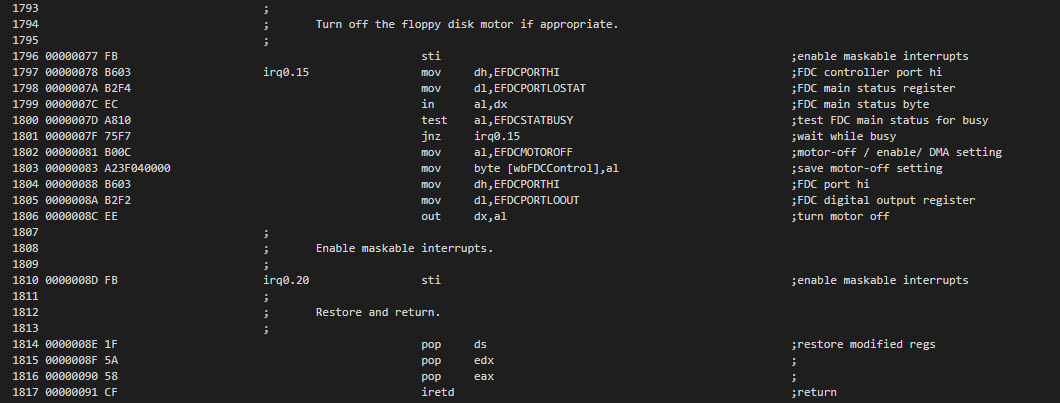 1793 ;
1794 ; Turn off the floppy disk motor if appropriate.
1795 ;
1796 00000077 FB sti ;enable maskable interrupts
1797 00000078 B603 irq0.15 mov dh,EFDCPORTHI ;FDC controller port hi
1798 0000007A B2F4 mov dl,EFDCPORTLOSTAT ;FDC main status register
1799 0000007C EC in al,dx ;FDC main status byte
1800 0000007D A810 test al,EFDCSTATBUSY ;test FDC main status for busy
1801 0000007F 75F7 jnz irq0.15 ;wait while busy
1802 00000081 B00C mov al,EFDCMOTOROFF ;motor-off / enable/ DMA setting
1803 00000083 A23F040000 mov byte [wbFDCControl],al ;save motor-off setting
1804 00000088 B603 mov dh,EFDCPORTHI ;FDC port hi
1805 0000008A B2F2 mov dl,EFDCPORTLOOUT ;FDC digital output register
1806 0000008C EE out dx,al ;turn motor off
1807 ;
1808 ; Enable maskable interrupts.
1809 ;
1810 0000008D FB irq0.20 sti ;enable maskable interrupts
1811 ;
1812 ; Restore and return.
1813 ;
1814 0000008E 1F pop ds ;restore modified regs
1815 0000008F 5A pop edx ;
1816 00000090 58 pop eax ;
1817 00000091 CF iretd ;return